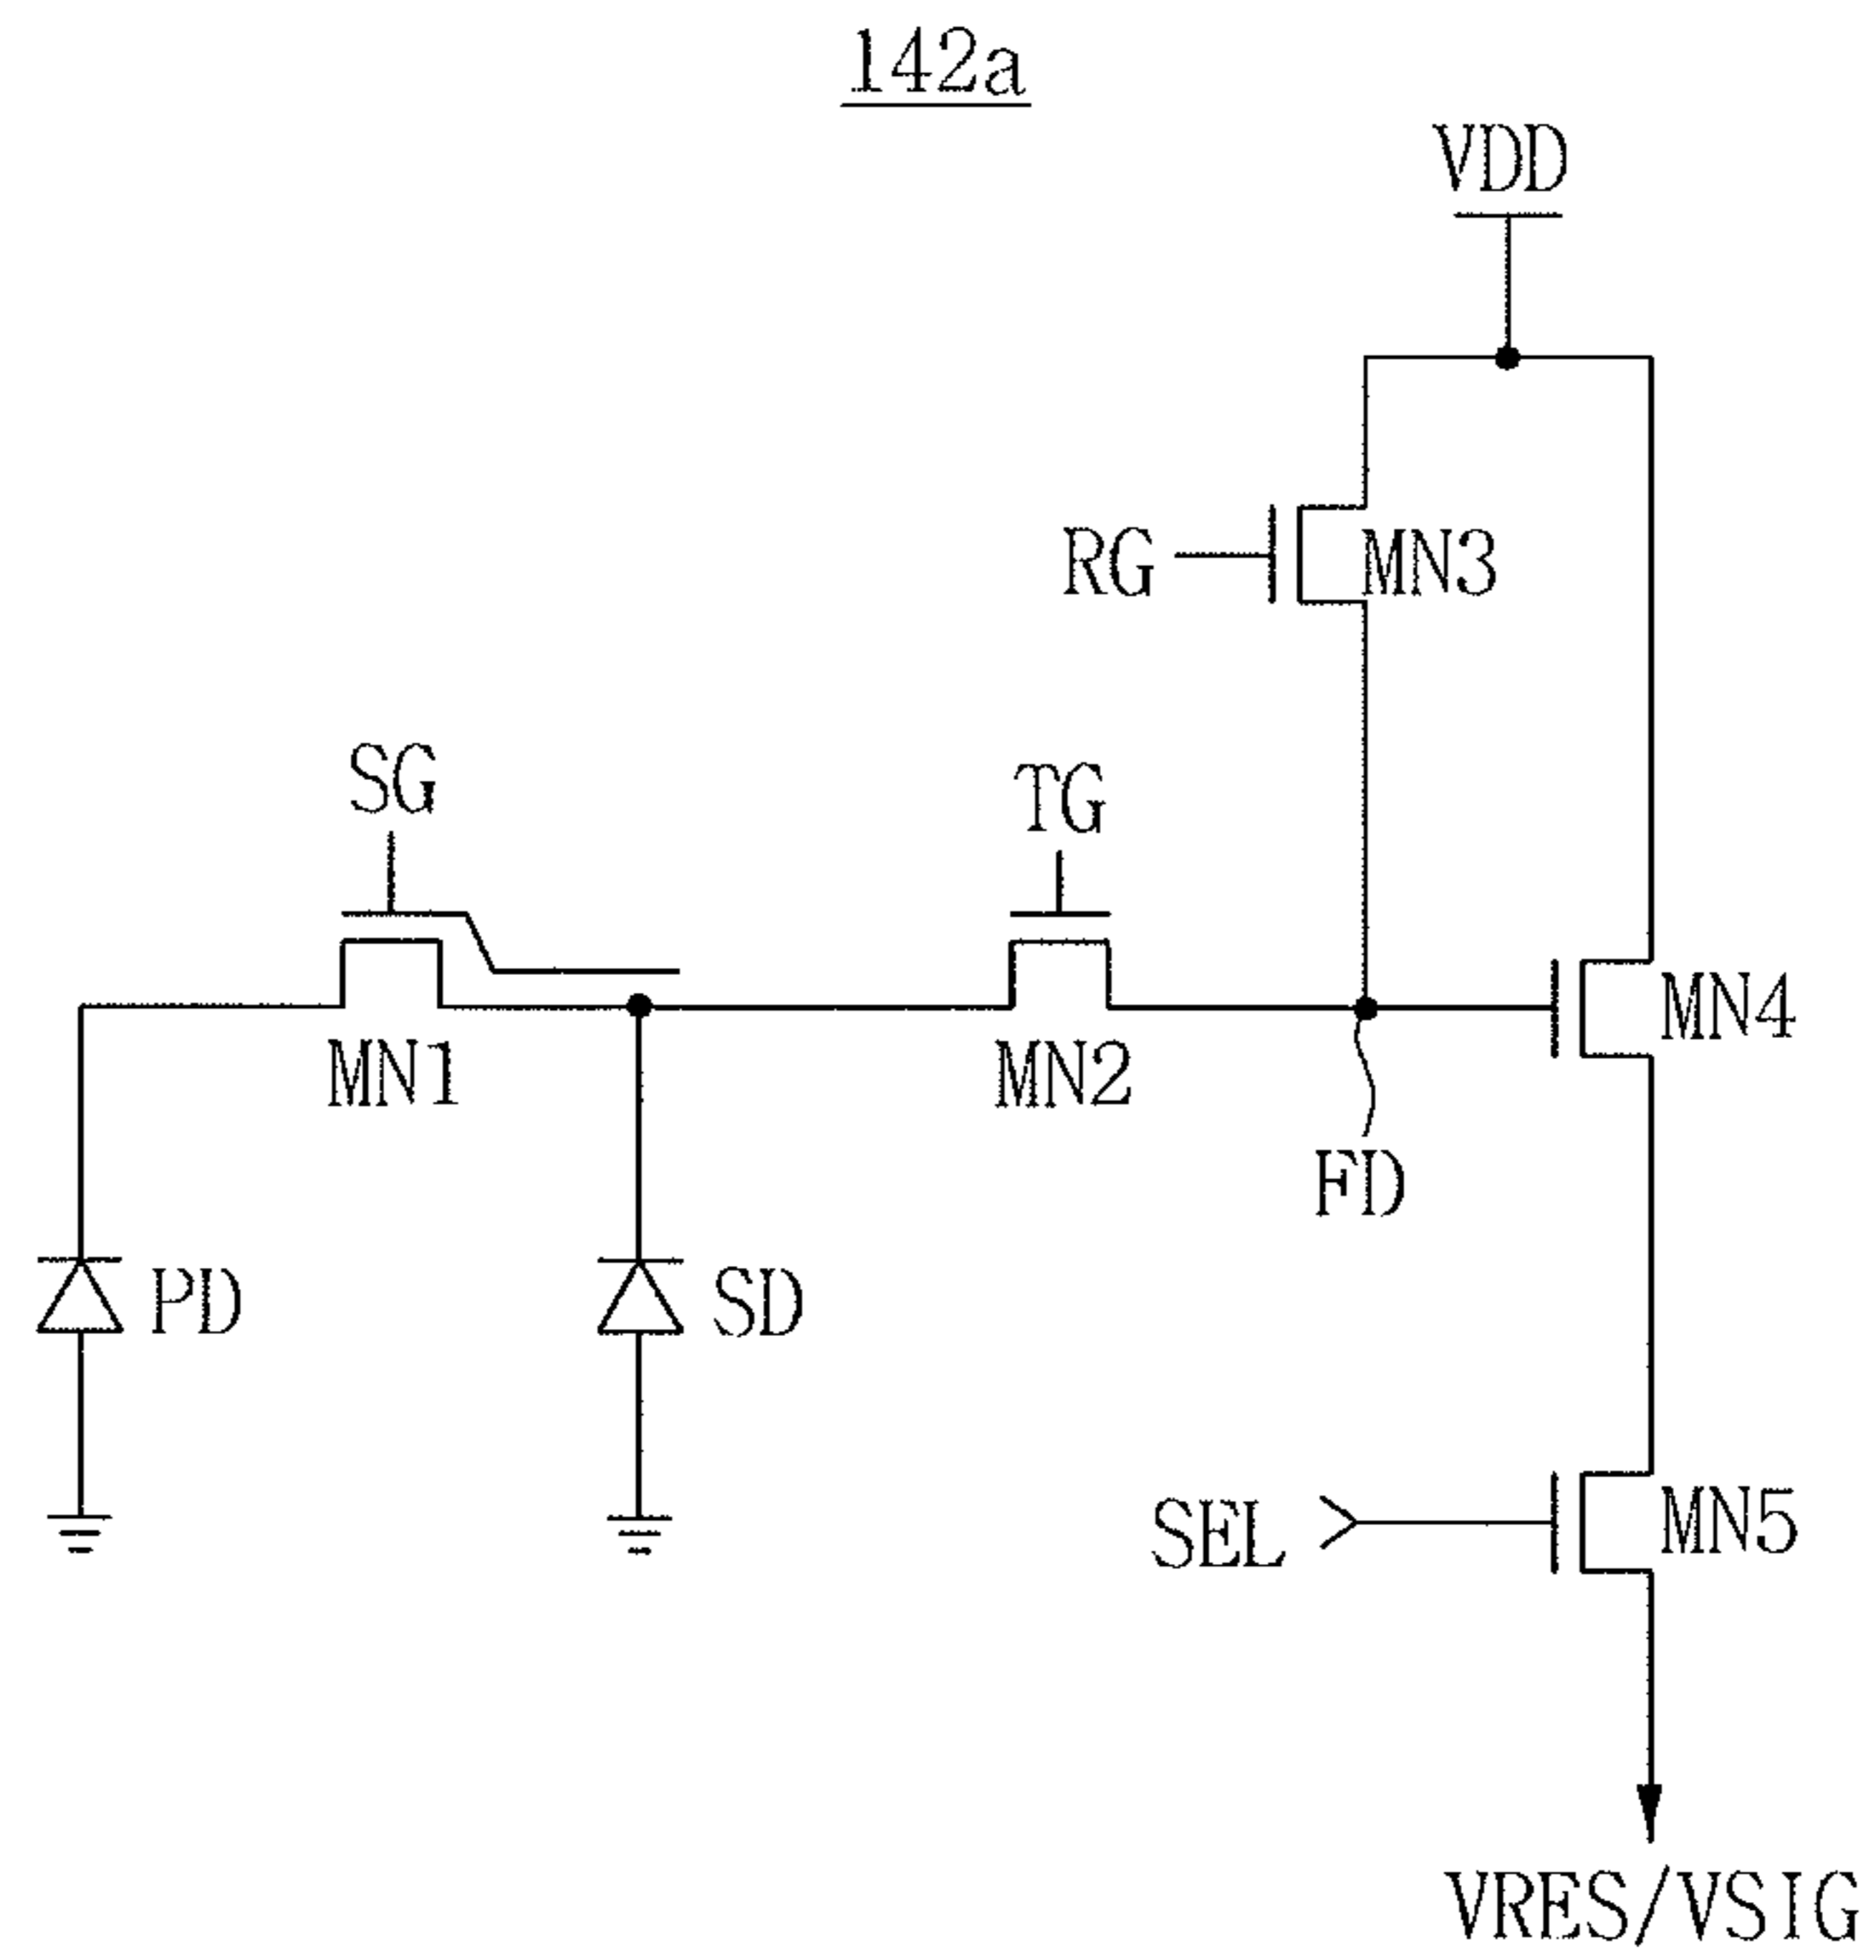 142a
VDD
RG
MN3
SG
TG
MN4
MN1
MN2
FD
PD
SD
SEL
MN5
VRES/VSIG